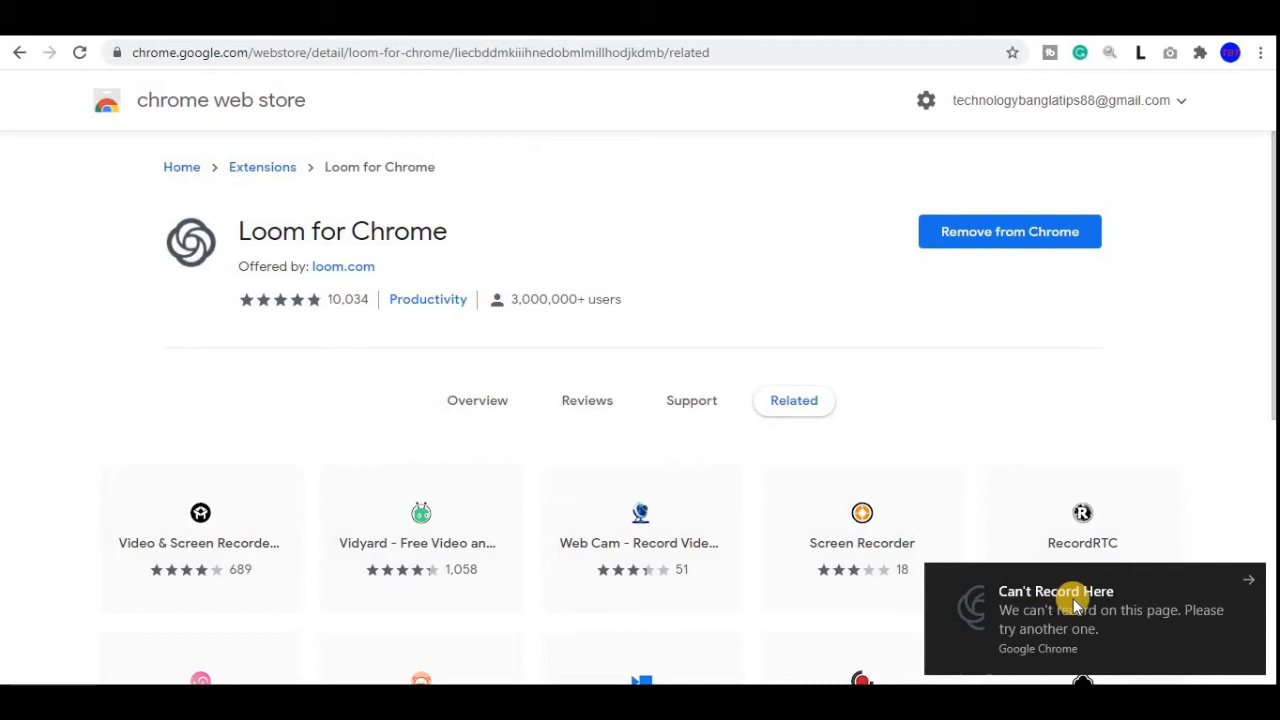 chrome.google.com/webstore/detail/loom-for-chrome/liecbddmkiiihnedobmlmillhodjkdmb/related
L
TBT
chrome web store
technologybanglatips88@gmail.com
Home > Extensions > Loom for Chrome
Loom for Chrome
Remove from Chrome
Offered by: loom.com
10,034 Productivity 3,000,000+ users
Overview Reviews Support Related
Video & Screen Recorde... Vidyard - Free Video an... Web Cam - Record Vide... Screen Recorder RecordRTC
689 1,058 51 18
Can't Record Here
We can't record on this page. Please
try another one.
Google Chrome